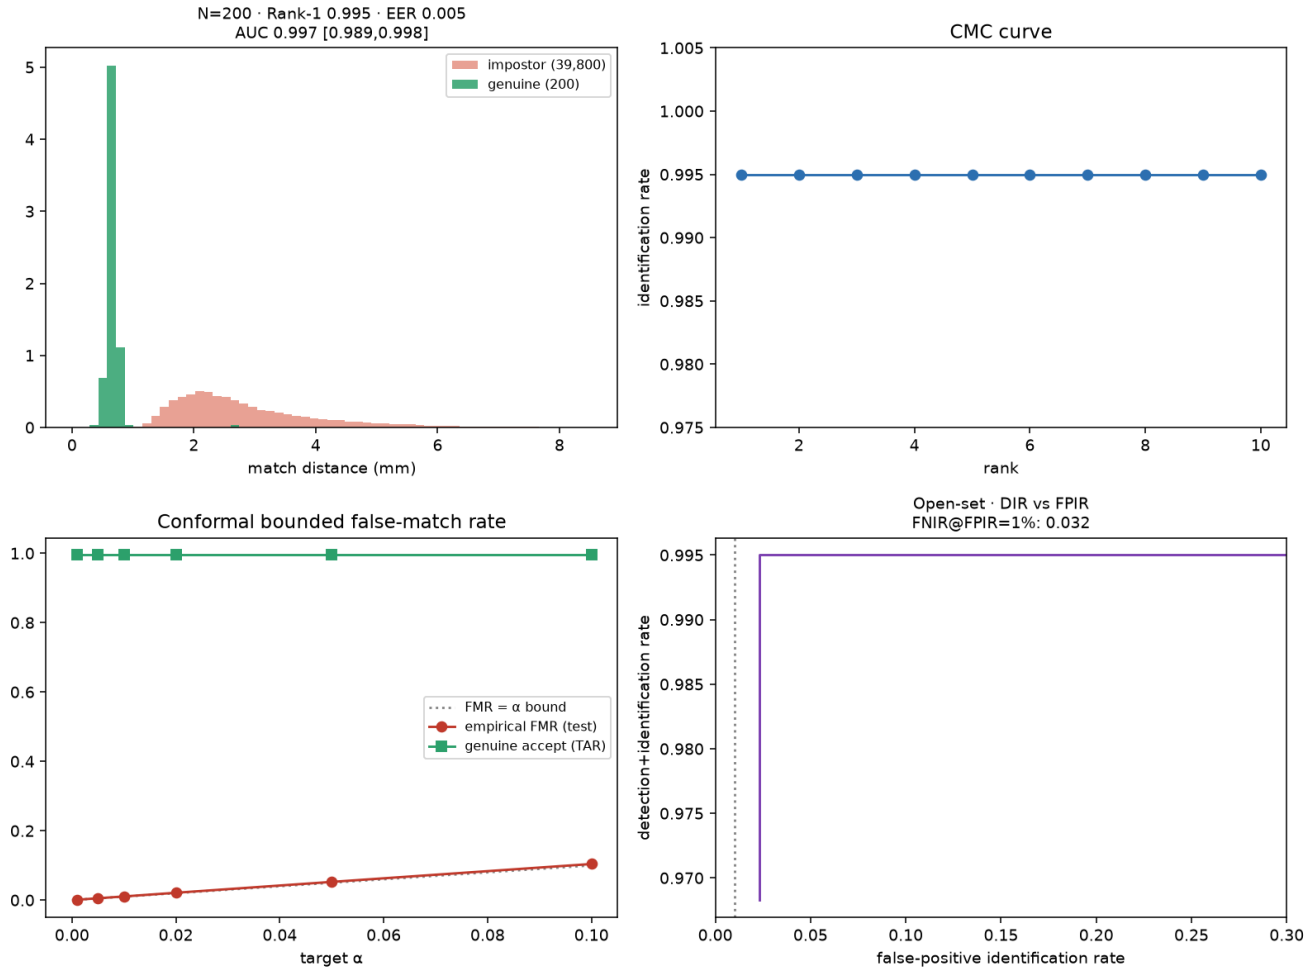 N=200 · Rank-1 0.995 · EER 0.005
AUC 0.997 [0.989,0.998]
impostor (39,800)
genuine (200)
5
4
3
2
1
0
0 2 4 6 8
match distance (mm)
CMC curve
1.005
1.000
0.995
0.990
0.985
0.980
0.975
identification rate
2 4 6 8 10
rank
Conformal bounded false-match rate
1.0
0.8
0.6
0.4
0.2
0.0
FMR = α bound
empirical FMR (test)
genuine accept (TAR)
0.00 0.02 0.04 0.06 0.08 0.10
target α
Open-set · DIR vs FPIR
FNIR@FPIR=1%: 0.032
0.995
0.990
0.985
0.980
0.975
0.970
detection+identification rate
0.00 0.05 0.10 0.15 0.20 0.25 0.30
false-positive identification rate